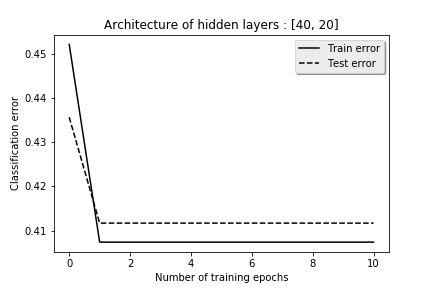 Architecture of hidden layers : [40, 20]
Train error
Test error
0.45
0.44
0.43
0.42
0.41
Classification error
0 2 4 6 8 10
Number of training epochs